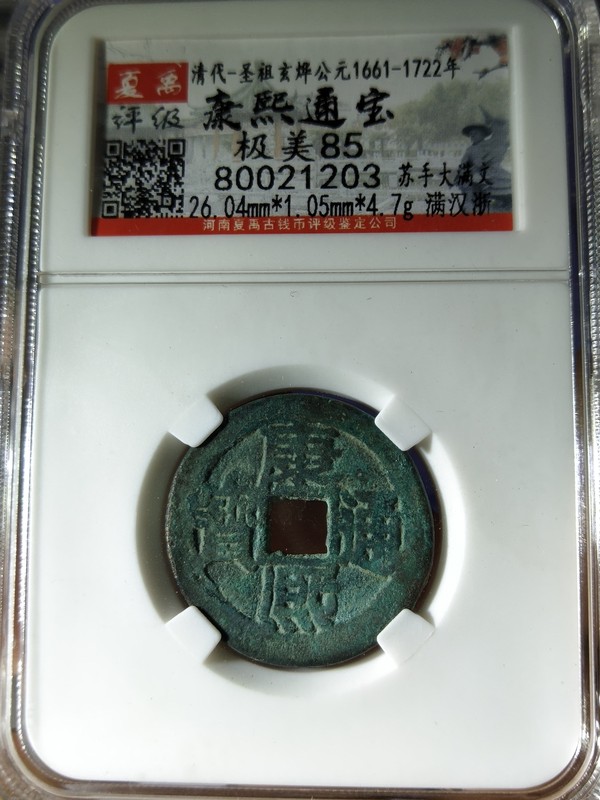 夏禹
评级
清代-圣祖玄烨公元1661-1722年
康熙通宝
极美85
80021203 苏手大满文
26.04mm*1.05mm*4.7g 满汉浙
河南夏禹古钱币评级鉴定公司
康熙通寶